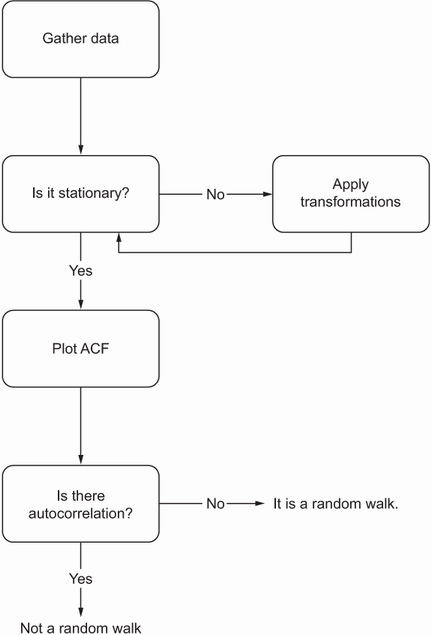 Gather data
Is it stationary?
No
Apply
transformations
Yes
Plot ACF
Is there
autocorrelation?
No
It is a random walk.
Yes
Not a random walk